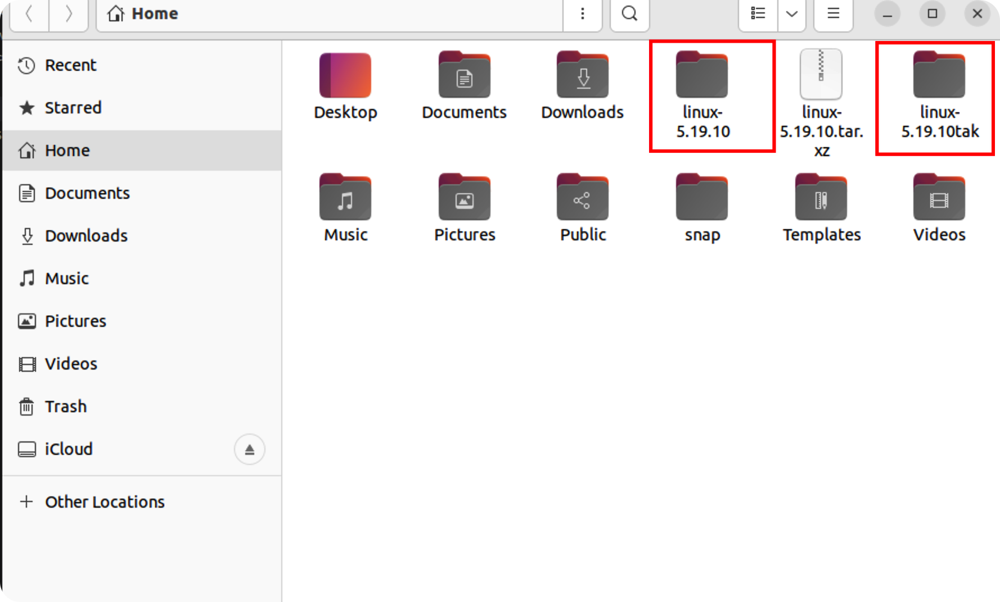 Home
Recent
Starred
Home
Documents
Downloads
Music
Pictures
Videos
Trash
iCloud
Other Locations
Desktop
Documents
Downloads
linux-
5.19.10
linux-
5.19.10.tar.
xz
linux-
5.19.10tak
Music
Pictures
Public
snap
Templates
Videos